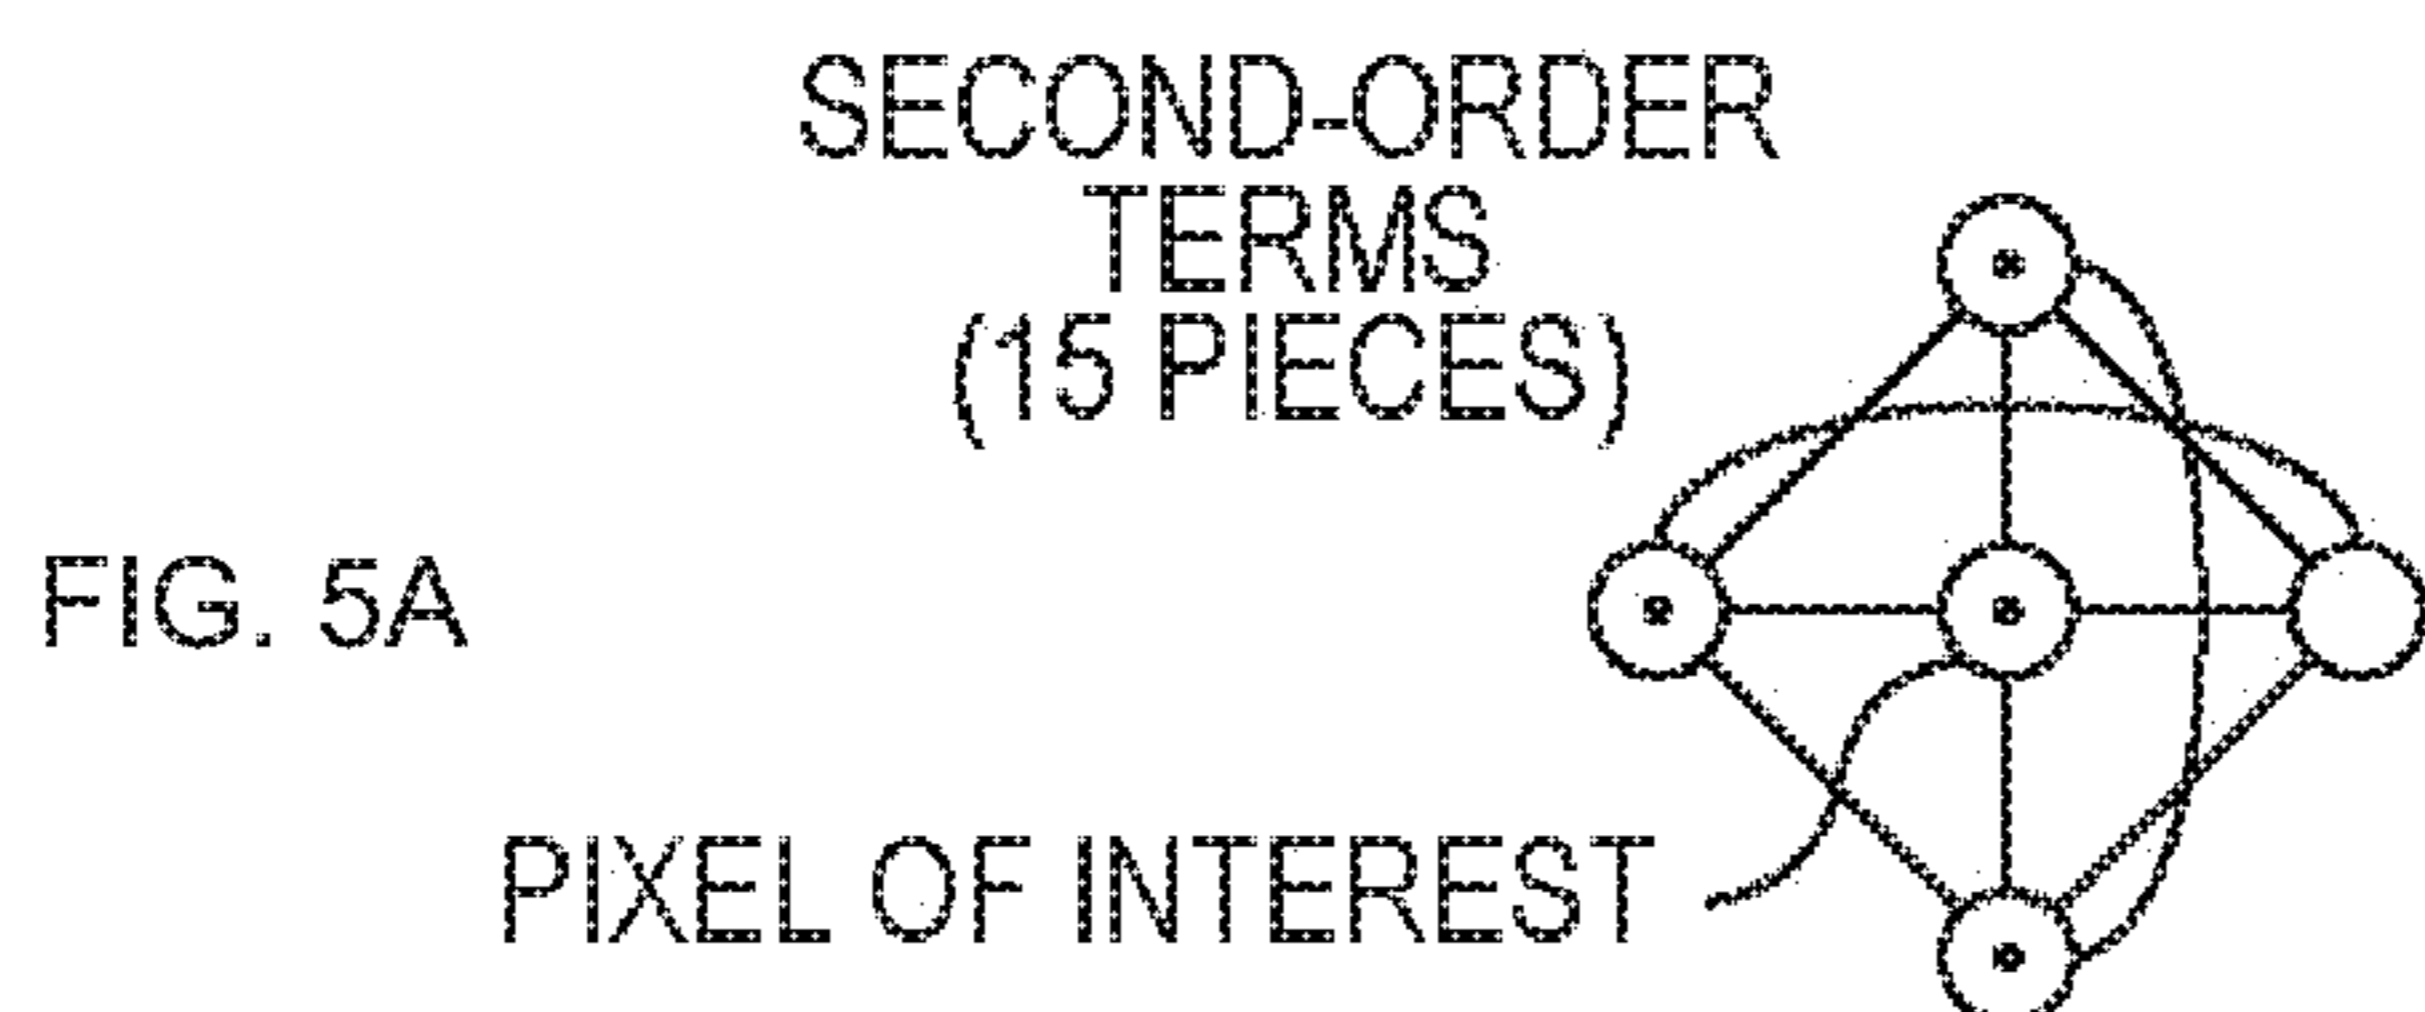 SECOND-ORDER
TERMS
(15 PIECES)
FIG. 5A
PIXEL OF INTEREST